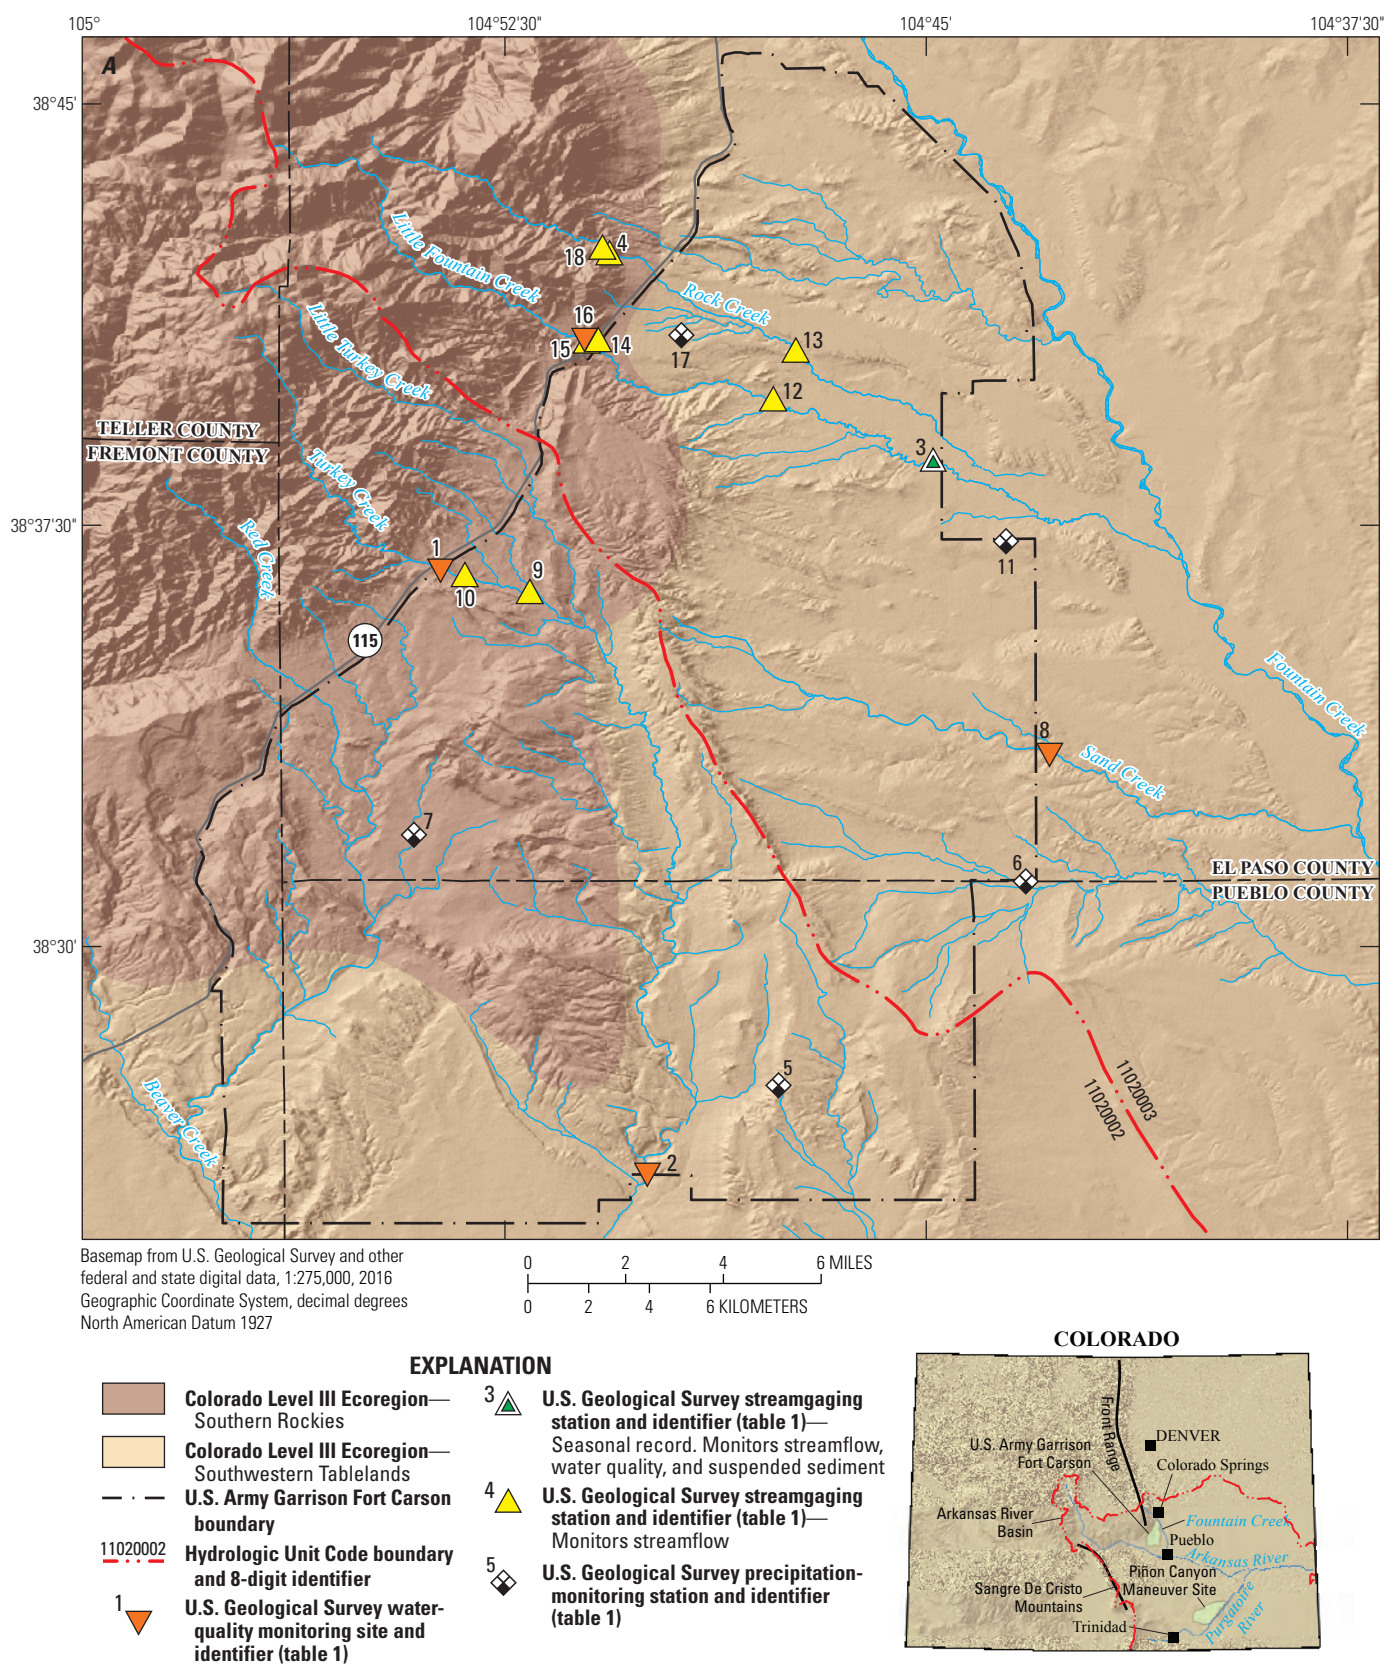 105°
104°52'30"
104°45'
104°37'30"
A
38°45'
Little Fountain Creek
4
18
Rock Creek
Little Turkey Creek
16
15
14
17
13
12
TELLER COUNTY
FREMONT COUNTY
3
Turkey Creek
Red Creek
38°37'30"
1
10
9
11
115
Fountain Creek
8
Sand Creek
7
6
EL PASO COUNTY
PUEBLO COUNTY
38°30'
5
11020003
11020002
Beaver Creek
2
Basemap from U.S. Geological Survey and other
federal and state digital data, 1:275,000, 2016
Geographic Coordinate System, decimal degrees
North American Datum 1927
0 2 4 6 MILES
0 2 4 6 KILOMETERS
EXPLANATION
Colorado Level III Ecoregion—
Southern Rockies
Colorado Level III Ecoregion—
Southwestern Tablelands
U.S. Army Garrison Fort Carson
boundary
11020002
Hydrologic Unit Code boundary
and 8-digit identifier
1
U.S. Geological Survey water-
quality monitoring site and
identifier (table 1)
3
U.S. Geological Survey streamgaging
station and identifier (table 1)—
Seasonal record. Monitors streamflow,
water quality, and suspended sediment
4
U.S. Geological Survey streamgaging
station and identifier (table 1)—
Monitors streamflow
5
U.S. Geological Survey precipitation-
monitoring station and identifier
(table 1)
COLORADO
Front Range
DENVER
U.S. Army Garrison
Fort Carson
Colorado Springs
Arkansas River
Basin
Fountain Creek
Pueblo
Arkansas River
Piñon Canyon
Maneuver Site
Sangre De Cristo
Mountains
Purgatoire
River
Trinidad